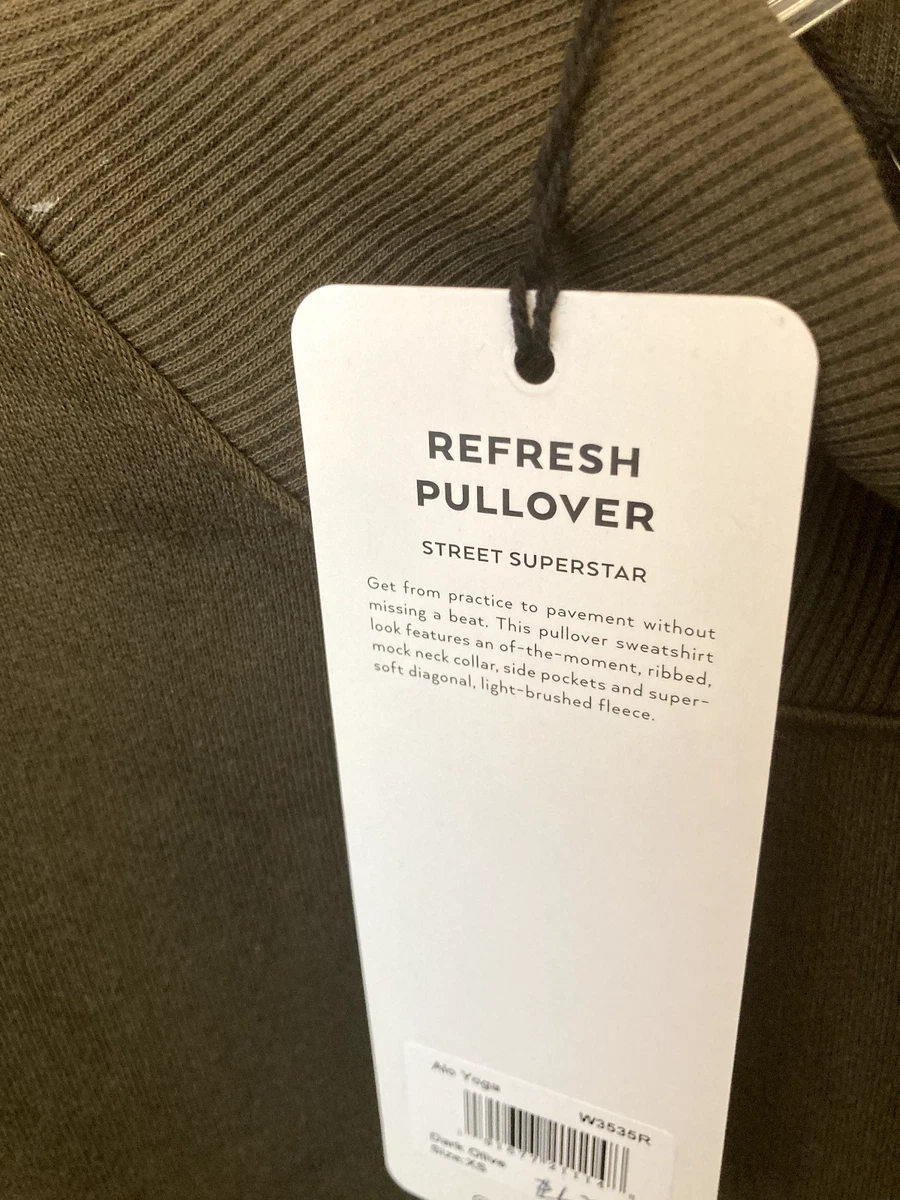 REFRESH
PULLOVER
STREET SUPERSTAR
Get from practice to pavement without
missing a beat. This pullover sweatshirt
look features an of-the-moment, ribbed,
mock neck collar, side pockets and super-
soft diagonal, light-brushed fleece.
Alo Yoga
W3535R
Dark Olive
Size:XS